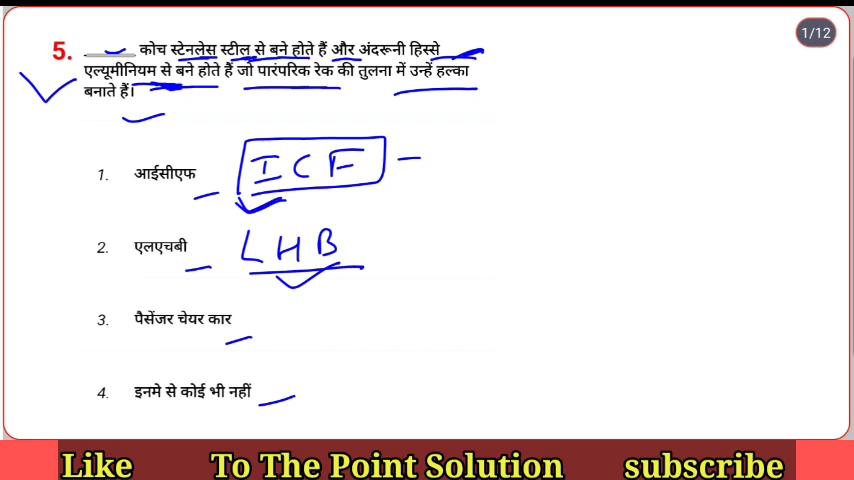 1/12
5. ____ कोच स्टेनलेस स्टील से बने होते हैं और अंदरूनी हिस्से
एल्यूमीनियम से बने होते हैं जो पारंपरिक रेक की तुलना में उन्हें हल्का
बनाते हैं।
1. आईसीएफ ICF
2. एलएचबी LHB
3. पैसेंजर चेयर कार
4. इनमे से कोई भी नहीं
Like To The Point Solution subscribe